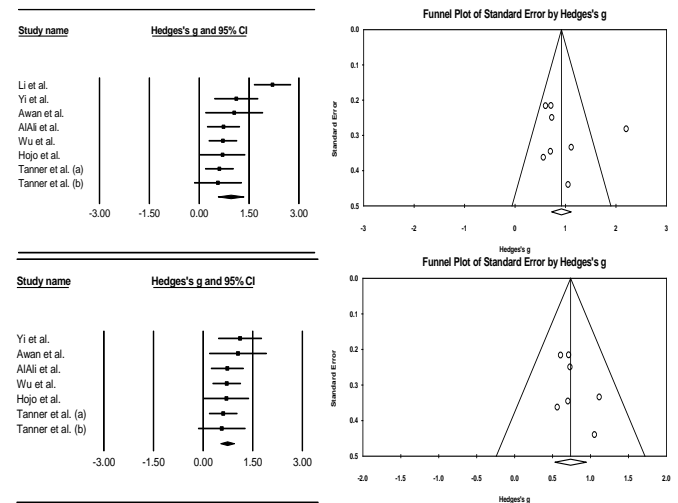 Study name Hedges's g and 95% CI
Li et al.
Yi et al.
Awan et al.
AlAli et al.
Wu et al.
Hojo et al.
Tanner et al. (a)
Tanner et al. (b)
-3.00 -1.50 0.00 1.50 3.00
Funnel Plot of Standard Error by Hedges's g
0.0
0.1
0.2
0.3
0.4
0.5
Standard Error
-3 -2 -1 0 1 2 3
Hedges's g
Study name Hedges's g and 95% CI
Yi et al.
Awan et al.
AlAli et al.
Wu et al.
Hojo et al.
Tanner et al. (a)
Tanner et al. (b)
-3.00 -1.50 0.00 1.50 3.00
Funnel Plot of Standard Error by Hedges's g
0.0
0.1
0.2
0.3
0.4
0.5
Standard Error
-2.0 -1.5 -1.0 -0.5 0.0 0.5 1.0 1.5 2.0
Hedges's g